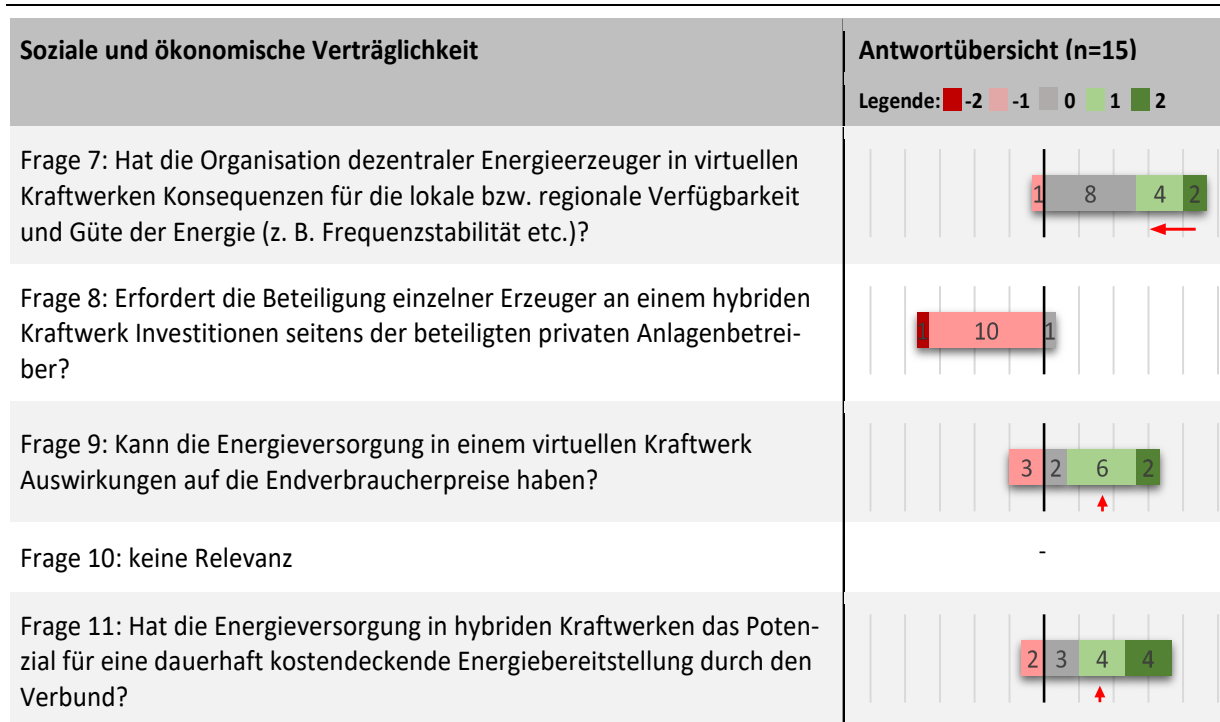 Soziale und ökonomische Verträglichkeit
Antwortübersicht (n=15)
Legende: -2 -1 0 1 2
Frage 7: Hat die Organisation dezentraler Energieerzeuger in virtuellen
Kraftwerken Konsequenzen für die lokale bzw. regionale Verfügbarkeit
und Güte der Energie (z. B. Frequenzstabilität etc.)?
1 8 4 2
Frage 8: Erfordert die Beteiligung einzelner Erzeuger an einem hybriden
Kraftwerk Investitionen seitens der beteiligten privaten Anlagenbetrei-
ber?
1 10 1
Frage 9: Kann die Energieversorgung in einem virtuellen Kraftwerk
Auswirkungen auf die Endverbraucherpreise haben?
3 2 6 2
Frage 10: keine Relevanz
-
Frage 11: Hat die Energieversorgung in hybriden Kraftwerken das Poten-
zial für eine dauerhaft kostendeckende Energiebereitstellung durch den
Verbund?
2 3 4 4